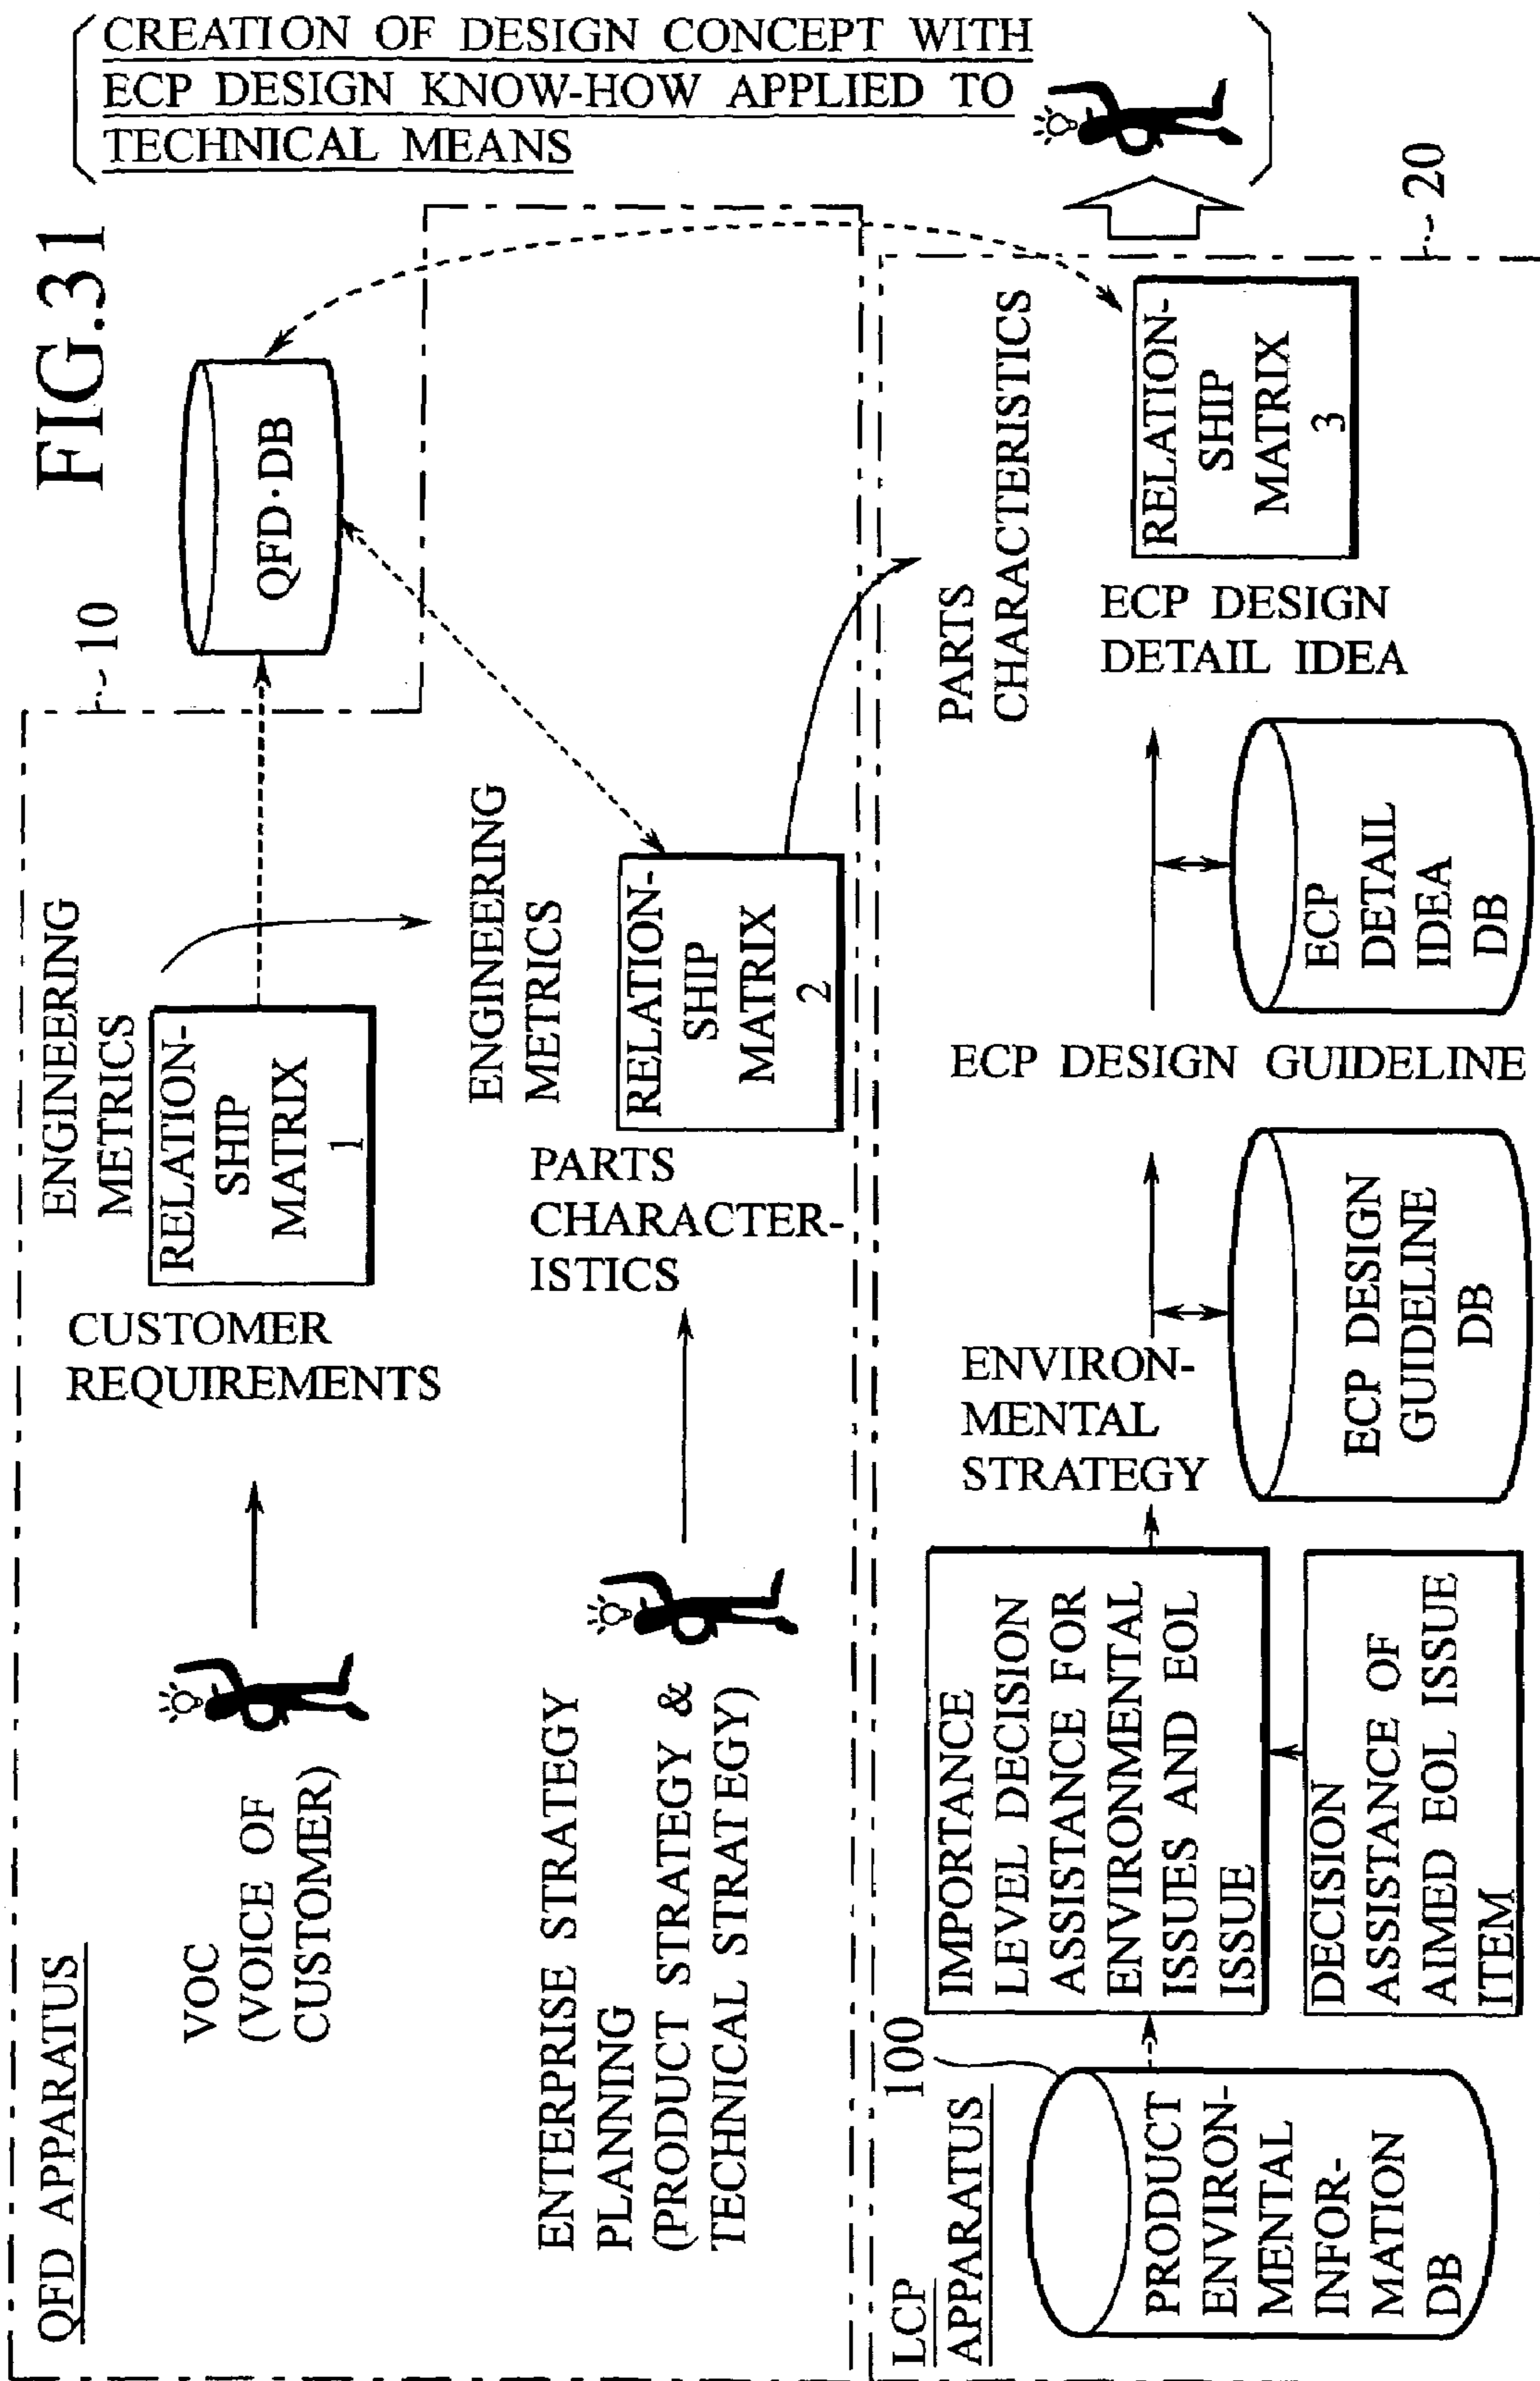 FIG.31
CREATION OF DESIGN CONCEPT WITH
ECP DESIGN KNOW-HOW APPLIED TO
TECHNICAL MEANS
QFD APPARATUS
10
VOC
(VOICE OF
CUSTOMER)
CUSTOMER
REQUIREMENTS
ENGINEERING
METRICS
RELATION-
SHIP
MATRIX
1
QFD·DB
ENTERPRISE STRATEGY
PLANNING
(PRODUCT STRATEGY &
TECHNICAL STRATEGY)
PARTS
CHARACTER-
ISTICS
ENGINEERING
METRICS
RELATION-
SHIP
MATRIX
2
LCP
APPARATUS
100
PRODUCT
ENVIRON-
MENTAL
INFOR-
MATION
DB
IMPORTANCE
LEVEL DECISION
ASSISTANCE FOR
ENVIRONMENTAL
ISSUES AND EOL
ISSUE
DECISION
ASSISTANCE OF
AIMED EOL ISSUE
ITEM
ENVIRON-
MENTAL
STRATEGY
ECP DESIGN
GUIDELINE
DB
ECP DESIGN GUIDELINE
ECP
DETAIL
IDEA
DB
PARTS
CHARACTERISTICS
ECP DESIGN
DETAIL IDEA
RELATION-
SHIP
MATRIX
3
20